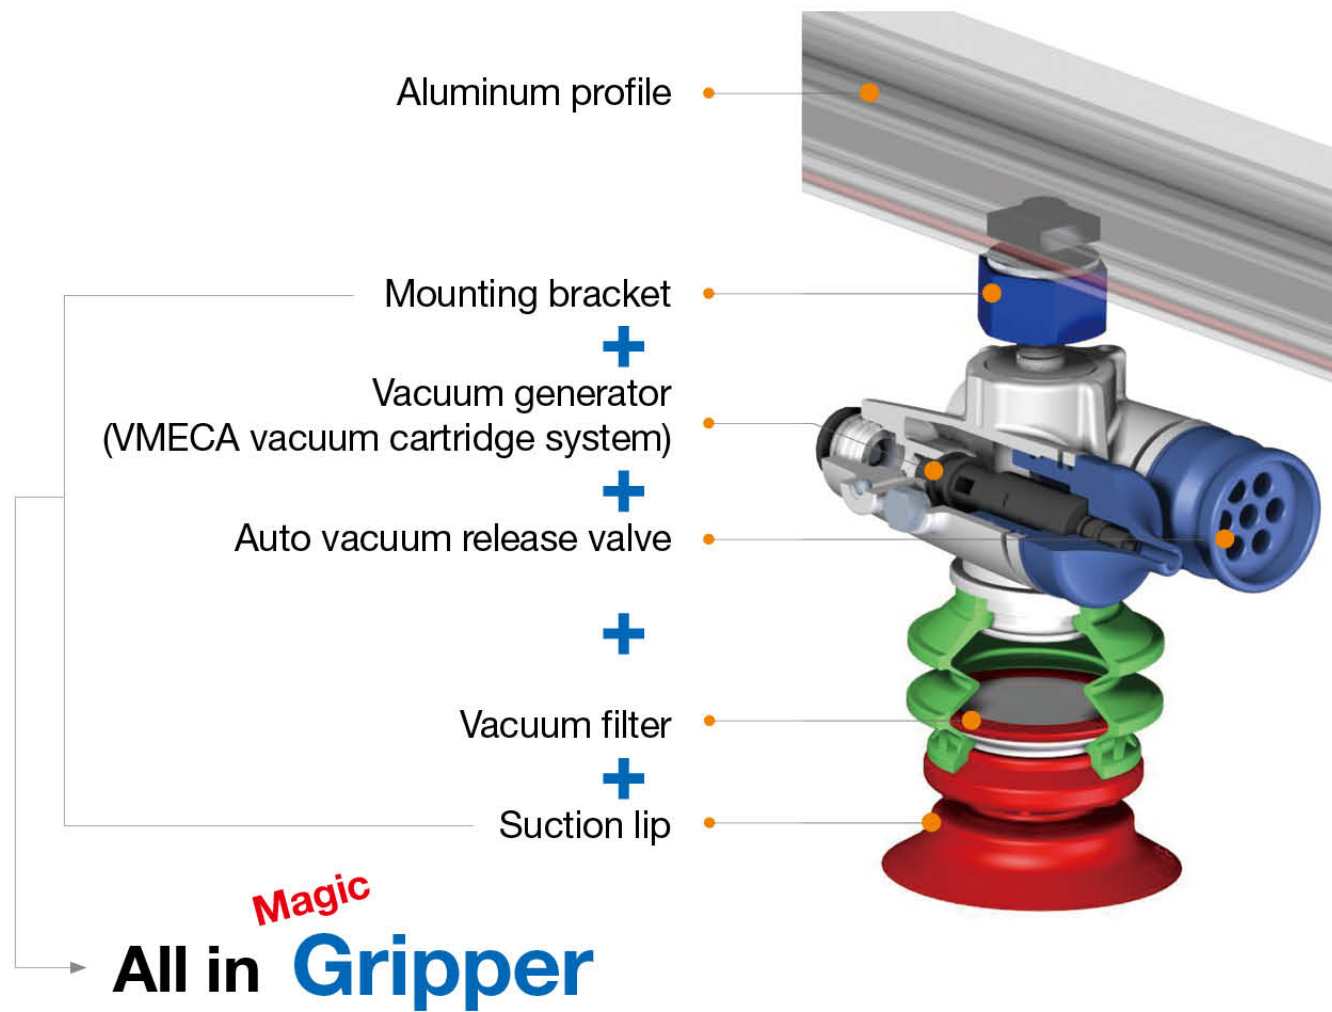 Aluminum profile
Mounting bracket
+
Vacuum generator
(VMECA vacuum cartridge system)
+
Auto vacuum release valve
+
Vacuum filter
+
Suction lip
Magic
All in Gripper